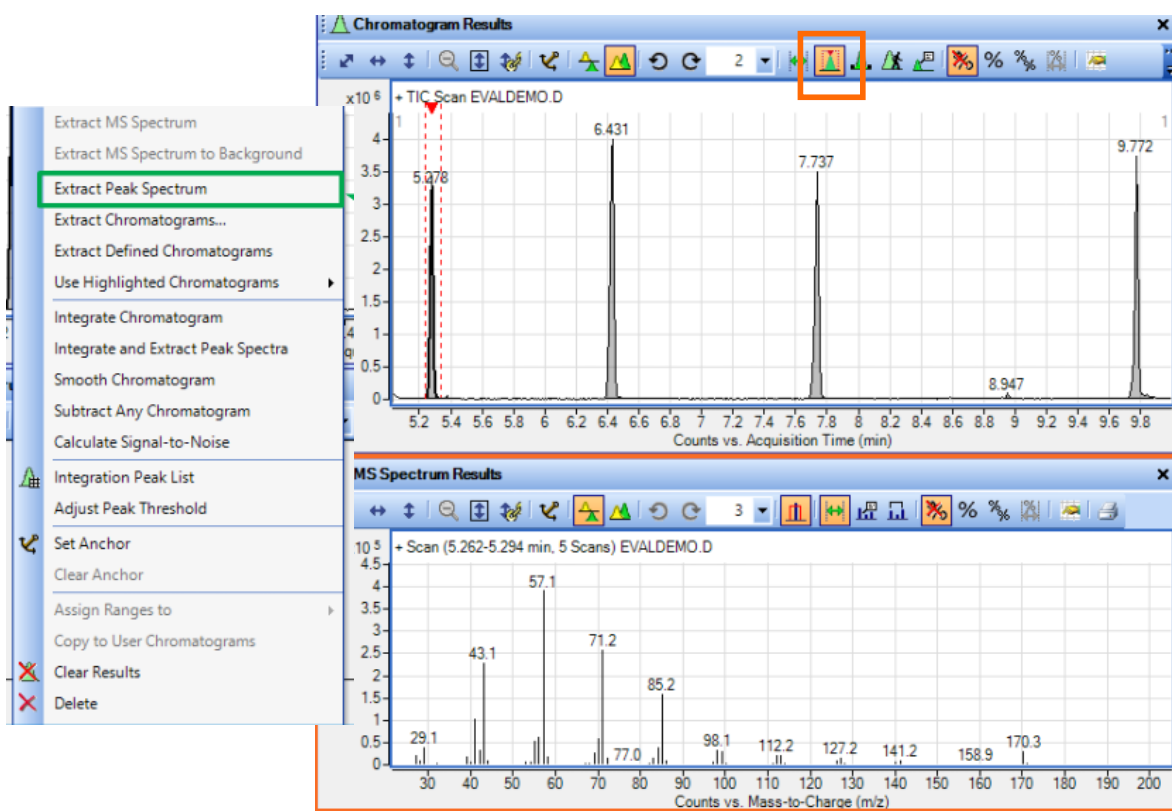 Chromatogram Results
2
x10 6
+ TIC Scan EVALDEMO.D
1
1
4
3.5
3
2.5
2
1.5
1
0.5
0
5.278
6.431
7.737
8.947
9.772
5.2 5.4 5.6 5.8 6 6.2 6.4 6.6 6.8 7 7.2 7.4 7.6 7.8 8 8.2 8.4 8.6 8.8 9 9.2 9.4 9.6 9.8
Counts vs. Acquisition Time (min)
Extract MS Spectrum
Extract MS Spectrum to Background
Extract Peak Spectrum
Extract Chromatograms...
Extract Defined Chromatograms
Use Highlighted Chromatograms
Integrate Chromatogram
Integrate and Extract Peak Spectra
Smooth Chromatogram
Subtract Any Chromatogram
Calculate Signal-to-Noise
Integration Peak List
Adjust Peak Threshold
Set Anchor
Clear Anchor
Assign Ranges to
Copy to User Chromatograms
Clear Results
Delete
MS Spectrum Results
3
10 5
+ Scan (5.262-5.294 min, 5 Scans) EVALDEMO.D
4.5
4
3.5
3
2.5
2
1.5
1
0.5
0
29.1
43.1
57.1
71.2
77.0
85.2
98.1
112.2
127.2
141.2
158.9
170.3
30 40 50 60 70 80 90 100 110 120 130 140 150 160 170 180 190 200
Counts vs. Mass-to-Charge (m/z)